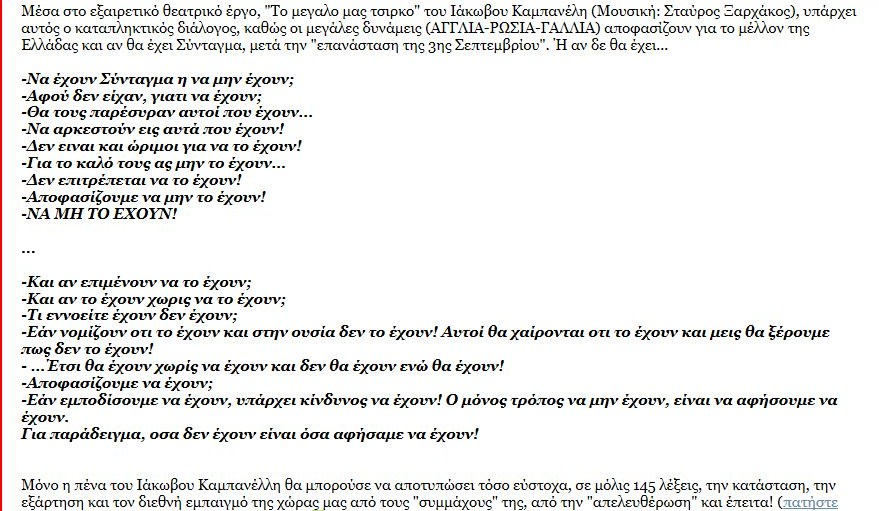 Μέσα στο εξαιρετικό θεατρικό έργο, "Το μεγαλο μας τσιρκο" του Ιάκωβου Καμπανέλη (Μουσική: Σταύρος Ξαρχάκος), υπάρχει
αυτός ο καταπληκτικός διάλογος, καθώς οι μεγάλες δυνάμεις (ΑΓΓΛΙΑ-ΡΩΣΙΑ-ΓΑΛΛΙΑ) αποφασίζουν για το μέλλον της
Ελλάδας και αν θα έχει Σύνταγμα, μετά την "επανάσταση της 3ης Σεπτεμβρίου". Ή αν δε θα έχει...
-Να έχουν Σύνταγμα η να μην έχουν;
-Αφού δεν είχαν, γιατι να έχουν;
-Θα τους παρέσυραν αυτοί που έχουν...
-Να αρκεστούν εις αυτά που έχουν!
-Δεν ειναι και ώριμοι για να το έχουν!
-Για το καλό τους ας μην το έχουν...
-Δεν επιτρέπεται να το έχουν!
-Αποφασίζουμε να μην το έχουν!
-ΝΑ ΜΗ ΤΟ ΕΧΟΥΝ!
...
-Και αν επιμένουν να το έχουν;
-Και αν το έχουν χωρις να το έχουν;
-Τι εννοείτε έχουν δεν έχουν;
-Εάν νομίζουν οτι το έχουν και στην ουσία δεν το έχουν! Αυτοί θα χαίρονται οτι το έχουν και μεις θα ξέρουμε
πως δεν το έχουν!
- ...Έτσι θα έχουν χωρίς να έχουν και δεν θα έχουν ενώ θα έχουν!
-Αποφασίζουμε να έχουν;
-Εάν εμποδίσουμε να έχουν, υπάρχει κίνδυνος να έχουν! Ο μόνος τρόπος να μην έχουν, είναι να αφήσουμε να
έχουν.
Για παράδειγμα, οσα δεν έχουν είναι όσα αφήσαμε να έχουν!
Μόνο η πένα του Ιάκωβου Καμπανέλλη θα μπορούσε να αποτυπώσει τόσο εύστοχα, σε μόλις 145 λέξεις, την κατάσταση, την
εξάρτηση και τον διεθνή εμπαιγμό της χώρας μας από τους "συμμάχους" της, από την "απελευθέρωση" και έπειτα! (πατήστε